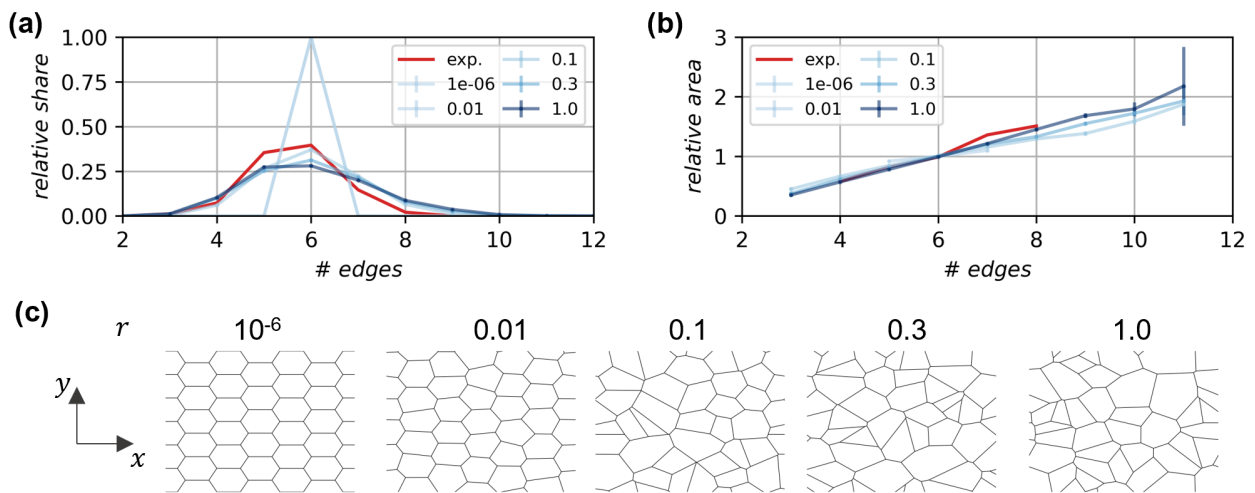 (a)
1.00
0.75
0.50
0.25
0.00
relative share
exp.
1e-06
0.01
0.1
0.3
1.0
2 4 6 8 10 12
# edges
(b)
3
2
1
0
relative area
exp.
1e-06
0.01
0.1
0.3
1.0
2 4 6 8 10 12
# edges
(c)
r 10⁻⁶ 0.01 0.1 0.3 1.0
y
x